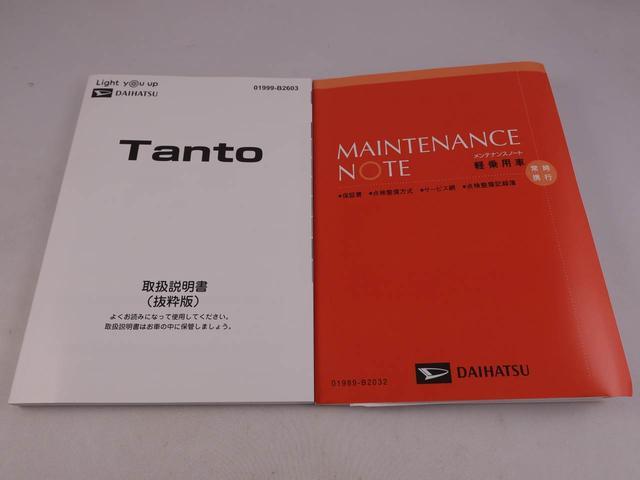 Light y@u up
DAIHATSU
01999-B2603
Tanto
取扱説明書
(抜粋版)
よくお読みになって使用してください。
取扱説明書はお車の中に保管しましょう。
MAINTENANCE
NOTE
メンテナンスノート
軽乗用車
常時
携行
●保証書 ●点検整備方式 ●サービス網 ●点検整備記録簿
DAIHATSU
01989-B2032